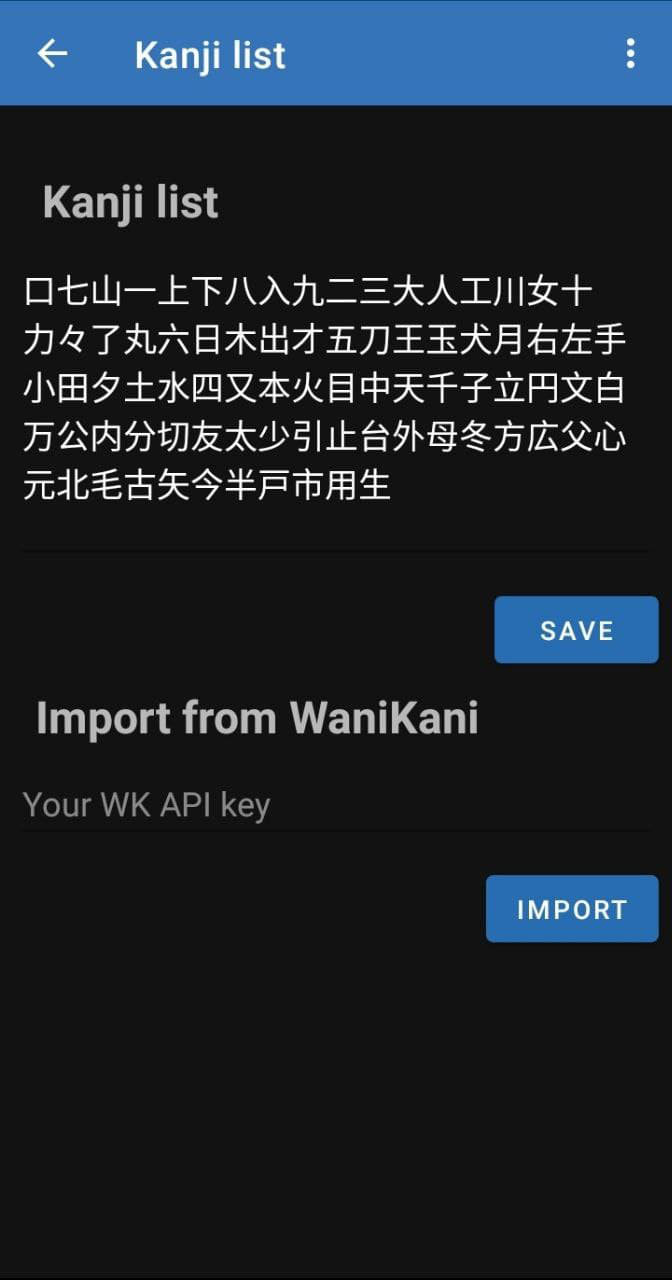 Kanji list
Kanji list
口七山一上下八入九二三大人工川女十
力々了丸六日木出才五刀王玉犬月右左手
小田夕土水四又本火目中天千子立円文白
万公内分切友太少引止台外母冬方広父心
元北毛古矢今半戸市用生
SAVE
Import from WaniKani
Your WK API key
IMPORT